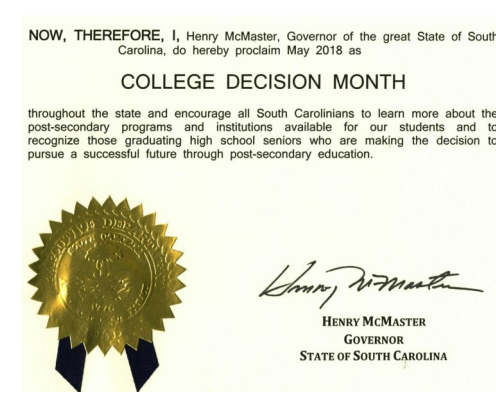 NOW, THEREFORE, I, Henry McMaster, Governor of the great State of South
Carolina, do hereby proclaim May 2018 as
COLLEGE DECISION MONTH
throughout the state and encourage all South Carolinians to learn more about the
post-secondary programs and institutions available for our students and to
recognize those graduating high school seniors who are making the decision to
pursue a successful future through post-secondary education.
Henry McMaster
HENRY MCMASTER
GOVERNOR
STATE OF SOUTH CAROLINA